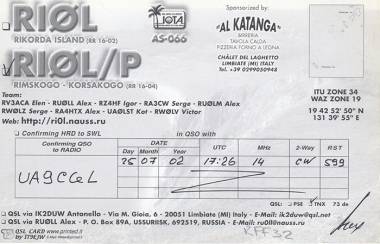 RIØL
RIKORDA ISLAND (RR 16-02)
IOTA
AS-066
RIØL/P
RIMSKOGO - KORSAKOGO (RR 16-04)
Sponsorized by:
"AL KATANGA"
BIRRERIA
TAVOLA CALDA
PIZZERIA FORNO A LEGNA
CHÂLET DEL LAGHETTO
LIMBIATE (MI) ITALY
Tel. +39 0299050948
Team:
RV3ACA Elen - RUØLL Alex - RZ4HF Igor - RA3CW Serge - RUØLM Alex
RWØLZ Serge - RA4HTX Alex - UAØLST Kot - RWØLV Victor
Web: http://ri0l.nauss.ru
ITU ZONE 34
WAZ ZONE 19
19 42 52 50" N
131 39 55" E
Confirming HRD to SWL in QSO with
Confirming QSO to RADIO DAY MONTH YEAR UTC MHz 2-Way RST
UA9CGL 25 07 02 17:26 14 CW 599
QSL: PSE TNX 73 de
QSL via IK2DUW Antonello - Via M. Gioia, 6 - 20051 Limbiate (MI) - E-Mail: ik2duw@qsl.net
QSL via RUØLL Alex - P.O. Box 89A, USSURIISK, 692519, RUSSIA - E-Mail: ru0ll@nauss.ru
QSL CARD www.printed.it
by IT9EJW E-Mail:
KFF32